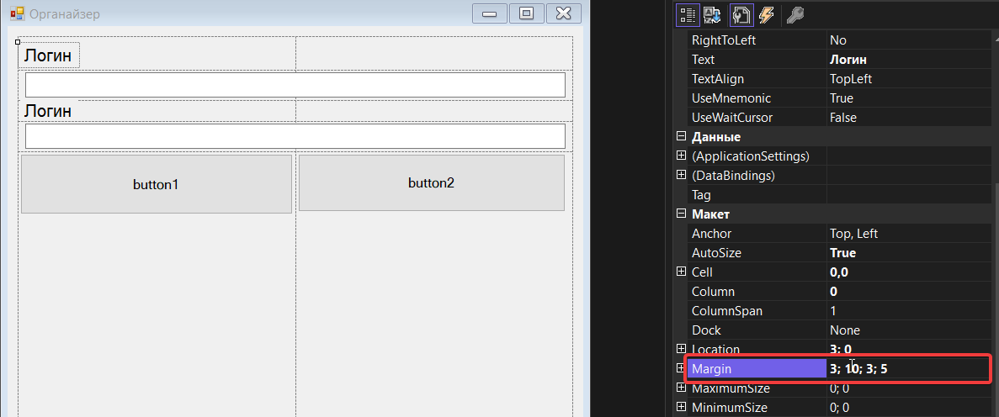 Органайзер
Логин
Логин
button1
button2
RightToLeft No
Text Логин
TextAlign TopLeft
UseMnemonic True
UseWaitCursor False
Данные
(ApplicationSettings)
(DataBindings)
Tag
Макет
Anchor Top, Left
AutoSize True
Cell 0,0
Column 0
ColumnSpan 1
Dock None
Location 3; 0
Margin 3; 10; 3; 5
MaximumSize 0; 0
MinimumSize 0; 0